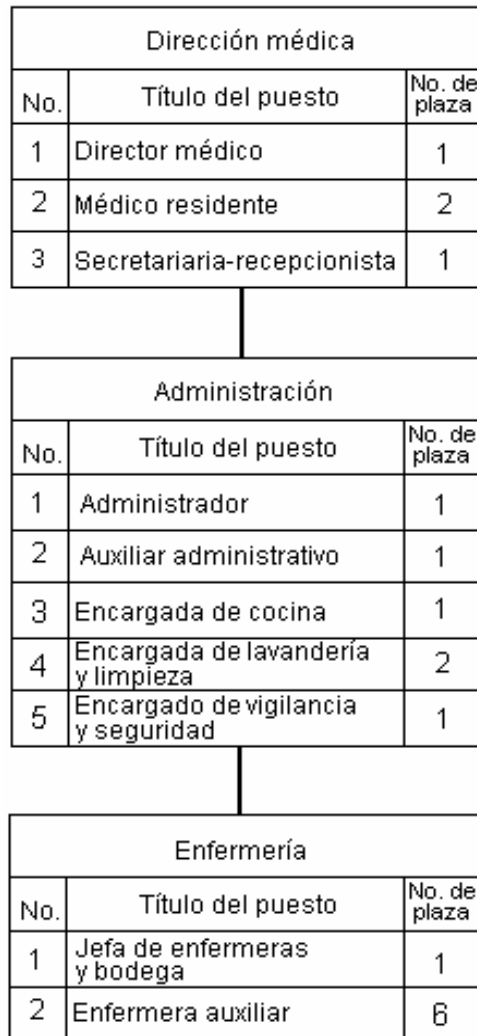 Dirección médica
No. Título del puesto No. de plaza
1 Director médico 1
2 Médico residente 2
3 Secretariaria-recepcionista 1
Administración
No. Título del puesto No. de plaza
1 Administrador 1
2 Auxiliar administrativo 1
3 Encargada de cocina 1
4 Encargada de lavandería
y limpieza 2
5 Encargado de vigilancia
y seguridad 1
Enfermería
No. Título del puesto No. de plaza
1 Jefa de enfermeras
y bodega 1
2 Enfermera auxiliar 6